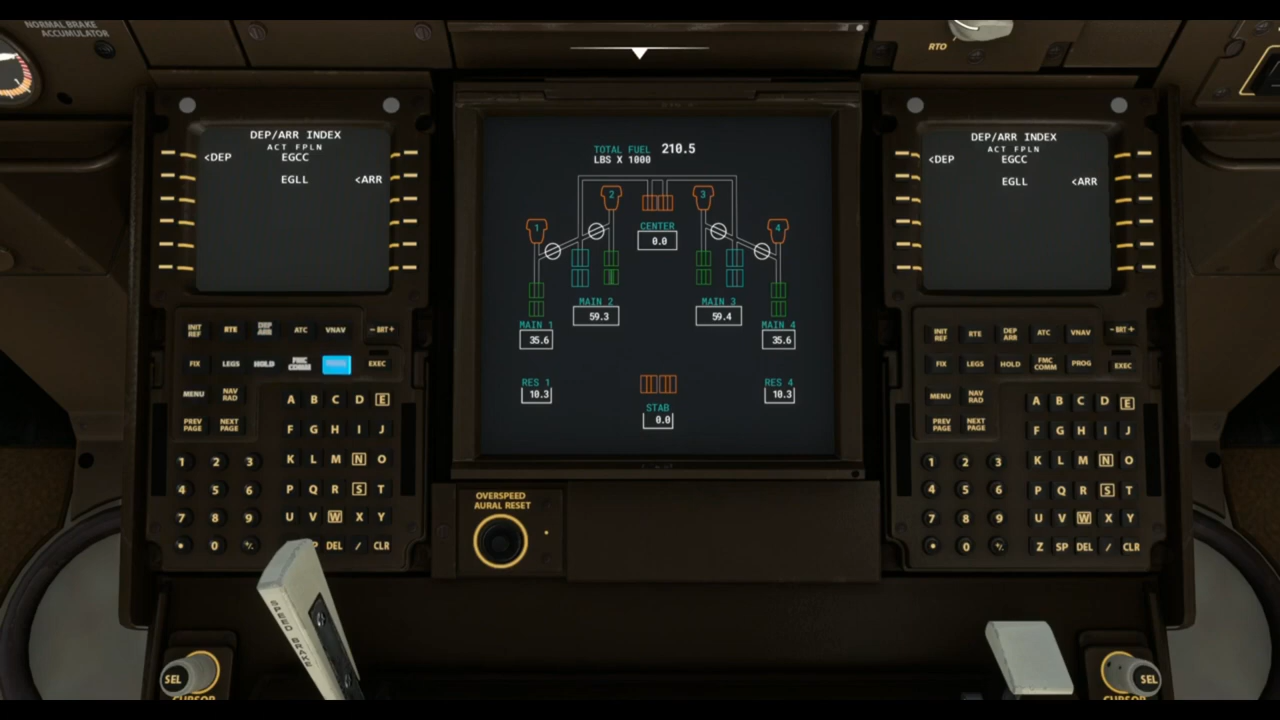 NORMAL BRAKE
ACCUMULATOR
RTO
DEP/ARR INDEX
ACT FPLN
<DEP EGCC
EGLL <ARR
TOTAL FUEL 210.5
LBS X 1000
2 3
1 4
CENTER
0.0
MAIN 2 MAIN 3
59.3 59.4
MAIN 1 MAIN 4
35.6 35.6
RES 1 RES 4
10.3 10.3
STAB
0.0
DEP/ARR INDEX
ACT FPLN
<DEP EGCC
EGLL <ARR
INIT REF RTE DEP ARR ATC VNAV - BRT +
FIX LEGS HOLD FMC COMM EXEC
MENU NAV RAD
PREV PAGE NEXT PAGE
A B C D E
F G H I J
K L M N O
P Q R S T
U V W X Y
P DEL / CLR
1 2 3
4 5 6
7 8 9
. 0 +/-
OVERSPEED
AURAL RESET
INIT REF RTE DEP ARR ATC VNAV - BRT +
FIX LEGS HOLD FMC COMM PROG EXEC
MENU NAV RAD
PREV PAGE NEXT PAGE
A B C D E
F G H I J
K L M N O
P Q R S T
U V W X Y
Z SP DEL / CLR
1 2 3
4 5 6
7 8 9
. 0 +/-
SPEED BRAKE
SEL
CURSOR
SEL
CURSOR